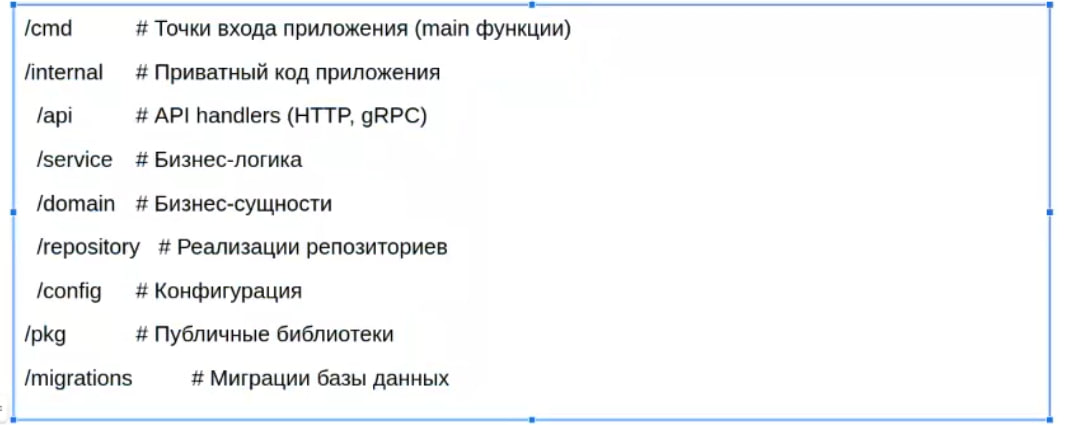 /cmd # Точки входа приложения (main функции)
/internal # Приватный код приложения
/api # API handlers (HTTP, gRPC)
/service # Бизнес-логика
/domain # Бизнес-сущности
/repository # Реализации репозиториев
/config # Конфигурация
/pkg # Публичные библиотеки
/migrations # Миграции базы данных